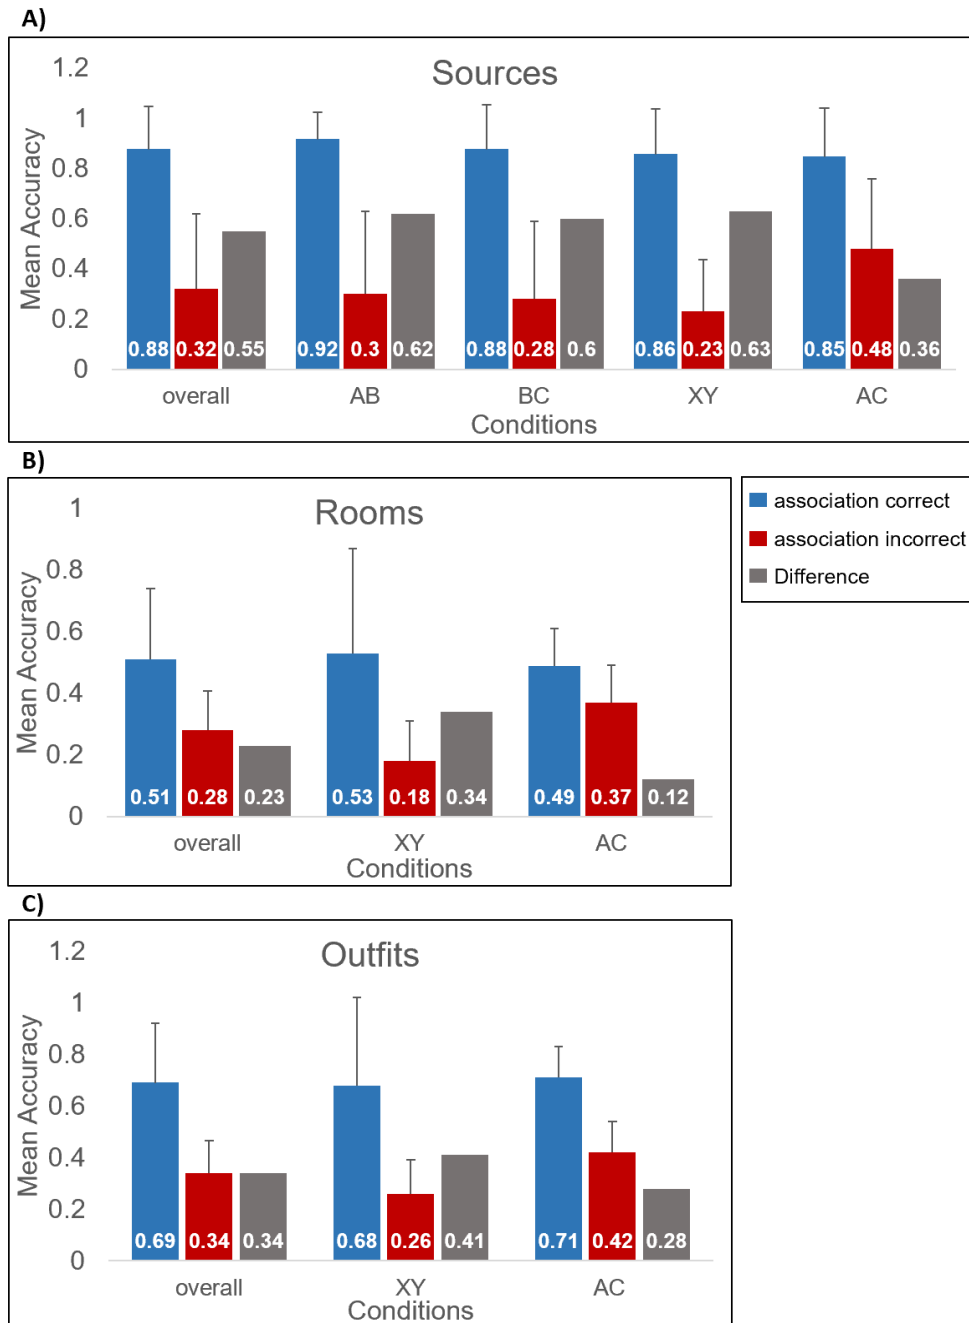 A)
Sources
Mean Accuracy
1.2
1
0.8
0.6
0.4
0.2
0
0.88 0.32 0.55 0.92 0.3 0.62 0.88 0.28 0.6 0.86 0.23 0.63 0.85 0.48 0.36
overall AB BC XY AC
Conditions
B)
Rooms
Mean Accuracy
1
0.8
0.6
0.4
0.2
0
0.51 0.28 0.23 0.53 0.18 0.34 0.49 0.37 0.12
overall XY AC
Conditions
association correct
association incorrect
Difference
C)
Outfits
Mean Accuracy
1.2
1
0.8
0.6
0.4
0.2
0
0.69 0.34 0.34 0.68 0.26 0.41 0.71 0.42 0.28
overall XY AC
Conditions